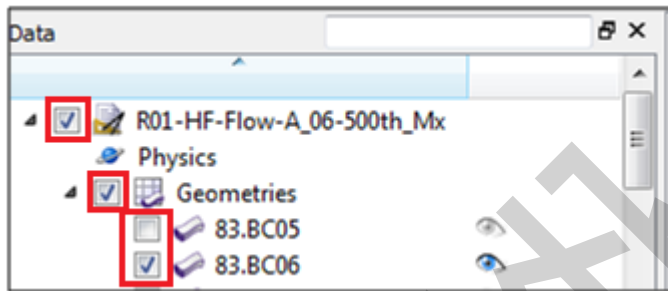 Data
R01-HF-Flow-A_06-500th_Mx
Physics
Geometries
83.BC05
83.BC06